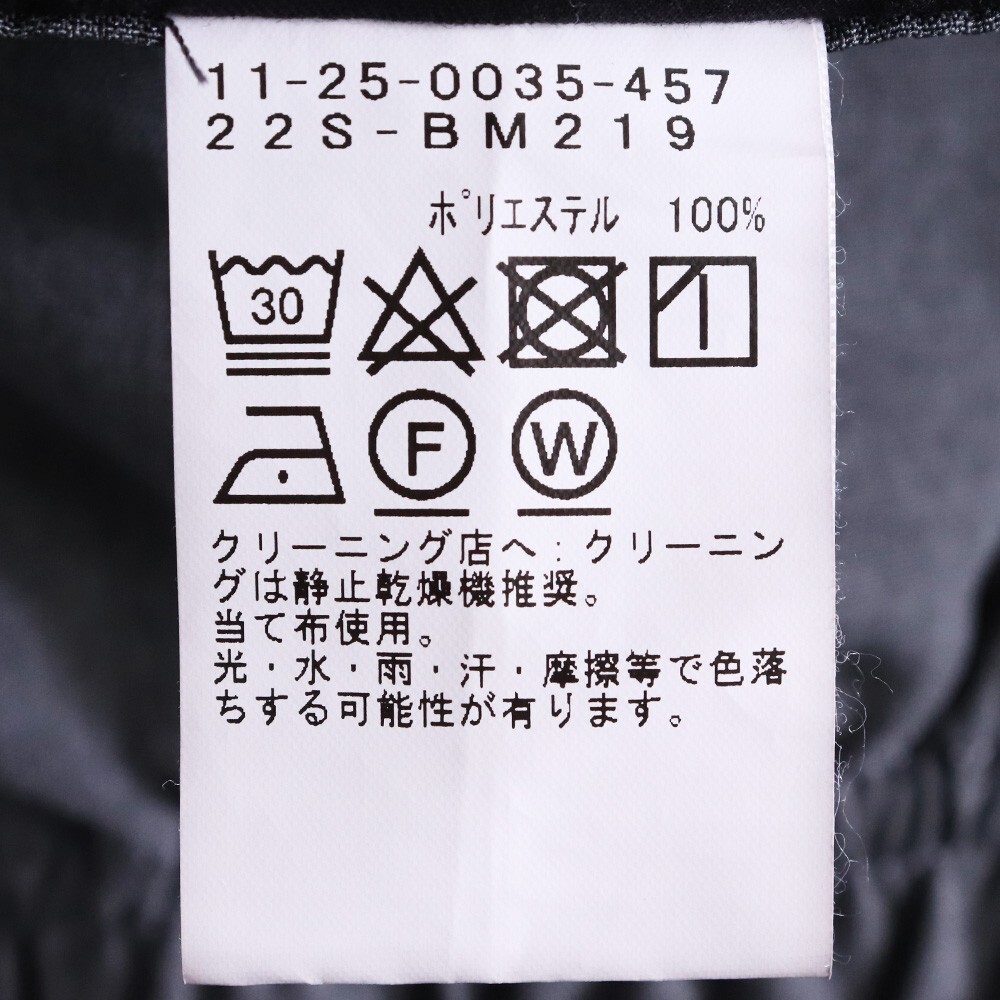 11-25-0035-457
22S-BM219
ポリエステル 100%
30
F W
クリーニング店へ：クリーニン
グは静止乾燥機推奨。
当て布使用。
光・水・雨・汗・摩擦等で色落
ちする可能性が有ります。